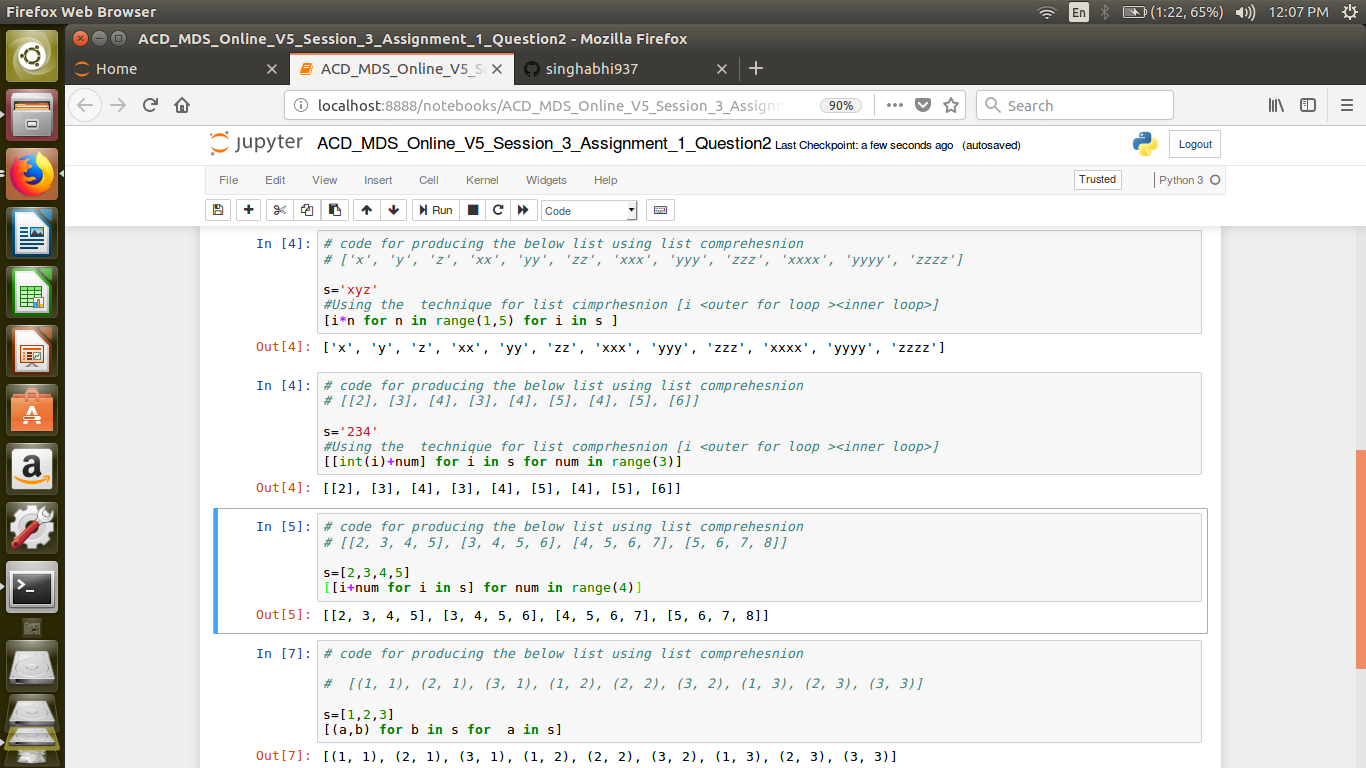 Firefox Web Browser
En
(1:22, 65%)
12:07 PM
ACD_MDS_Online_V5_Session_3_Assignment_1_Question2 - Mozilla Firefox
Home
ACD_MDS_Online_V5_S
singhabhi937
localhost:8888/notebooks/ACD_MDS_Online_V5_Session_3_Assignm
90%
Search
jupyter
ACD_MDS_Online_V5_Session_3_Assignment_1_Question2 Last Checkpoint: a few seconds ago (autosaved)
Logout
File Edit View Insert Cell Kernel Widgets Help
Trusted
Python 3
Run
Code
In [4]: # code for producing the below list using list comprehesnion
# ['x', 'y', 'z', 'xx', 'yy', 'zz', 'xxx', 'yyy', 'zzz', 'xxxx', 'yyyy', 'zzzz']
s='xyz'
#Using the  technique for list cimprhesnion [i <outer for loop ><inner loop>]
[i*n for n in range(1,5) for i in s ]
Out[4]: ['x', 'y', 'z', 'xx', 'yy', 'zz', 'xxx', 'yyy', 'zzz', 'xxxx', 'yyyy', 'zzzz']
In [4]: # code for producing the below list using list comprehesnion
# [[2], [3], [4], [3], [4], [5], [4], [5], [6]]
s='234'
#Using the  technique for list comprhesnion [i <outer for loop ><inner loop>]
[[int(i)+num] for i in s for num in range(3)]
Out[4]: [[2], [3], [4], [3], [4], [5], [4], [5], [6]]
In [5]: # code for producing the below list using list comprehesnion
# [[2, 3, 4, 5], [3, 4, 5, 6], [4, 5, 6, 7], [5, 6, 7, 8]]
s=[2,3,4,5]
[[i+num for i in s] for num in range(4)]
Out[5]: [[2, 3, 4, 5], [3, 4, 5, 6], [4, 5, 6, 7], [5, 6, 7, 8]]
In [7]: # code for producing the below list using list comprehesnion
#  [(1, 1), (2, 1), (3, 1), (1, 2), (2, 2), (3, 2), (1, 3), (2, 3), (3, 3)]
s=[1,2,3]
[(a,b) for b in s for  a in s]
Out[7]: [(1, 1), (2, 1), (3, 1), (1, 2), (2, 2), (3, 2), (1, 3), (2, 3), (3, 3)]